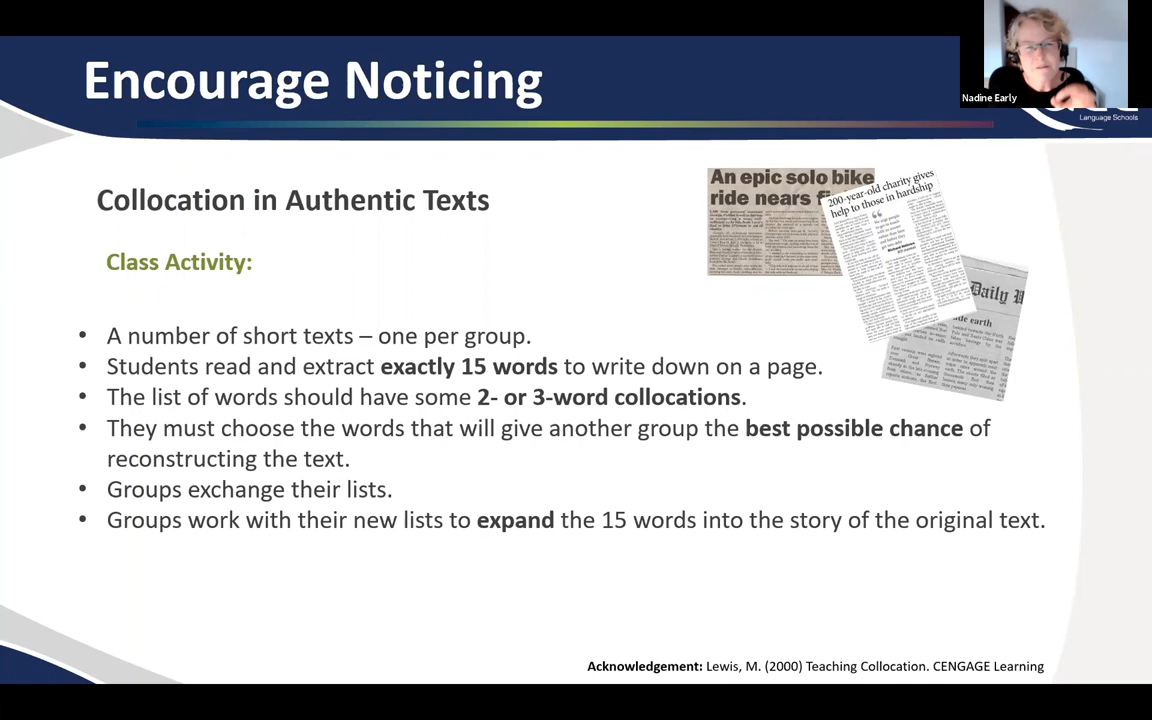 Encourage Noticing
Nadine Early
Language Schools
Collocation in Authentic Texts
An epic solo bike
ride nears
200-year-old charity gives
help to those in hardship
Class Activity:
Daily
earth
• A number of short texts – one per group.
• Students read and extract exactly 15 words to write down on a page.
• The list of words should have some 2- or 3-word collocations.
• They must choose the words that will give another group the best possible chance of
reconstructing the text.
• Groups exchange their lists.
• Groups work with their new lists to expand the 15 words into the story of the original text.
Acknowledgement: Lewis, M. (2000) Teaching Collocation. CENGAGE Learning